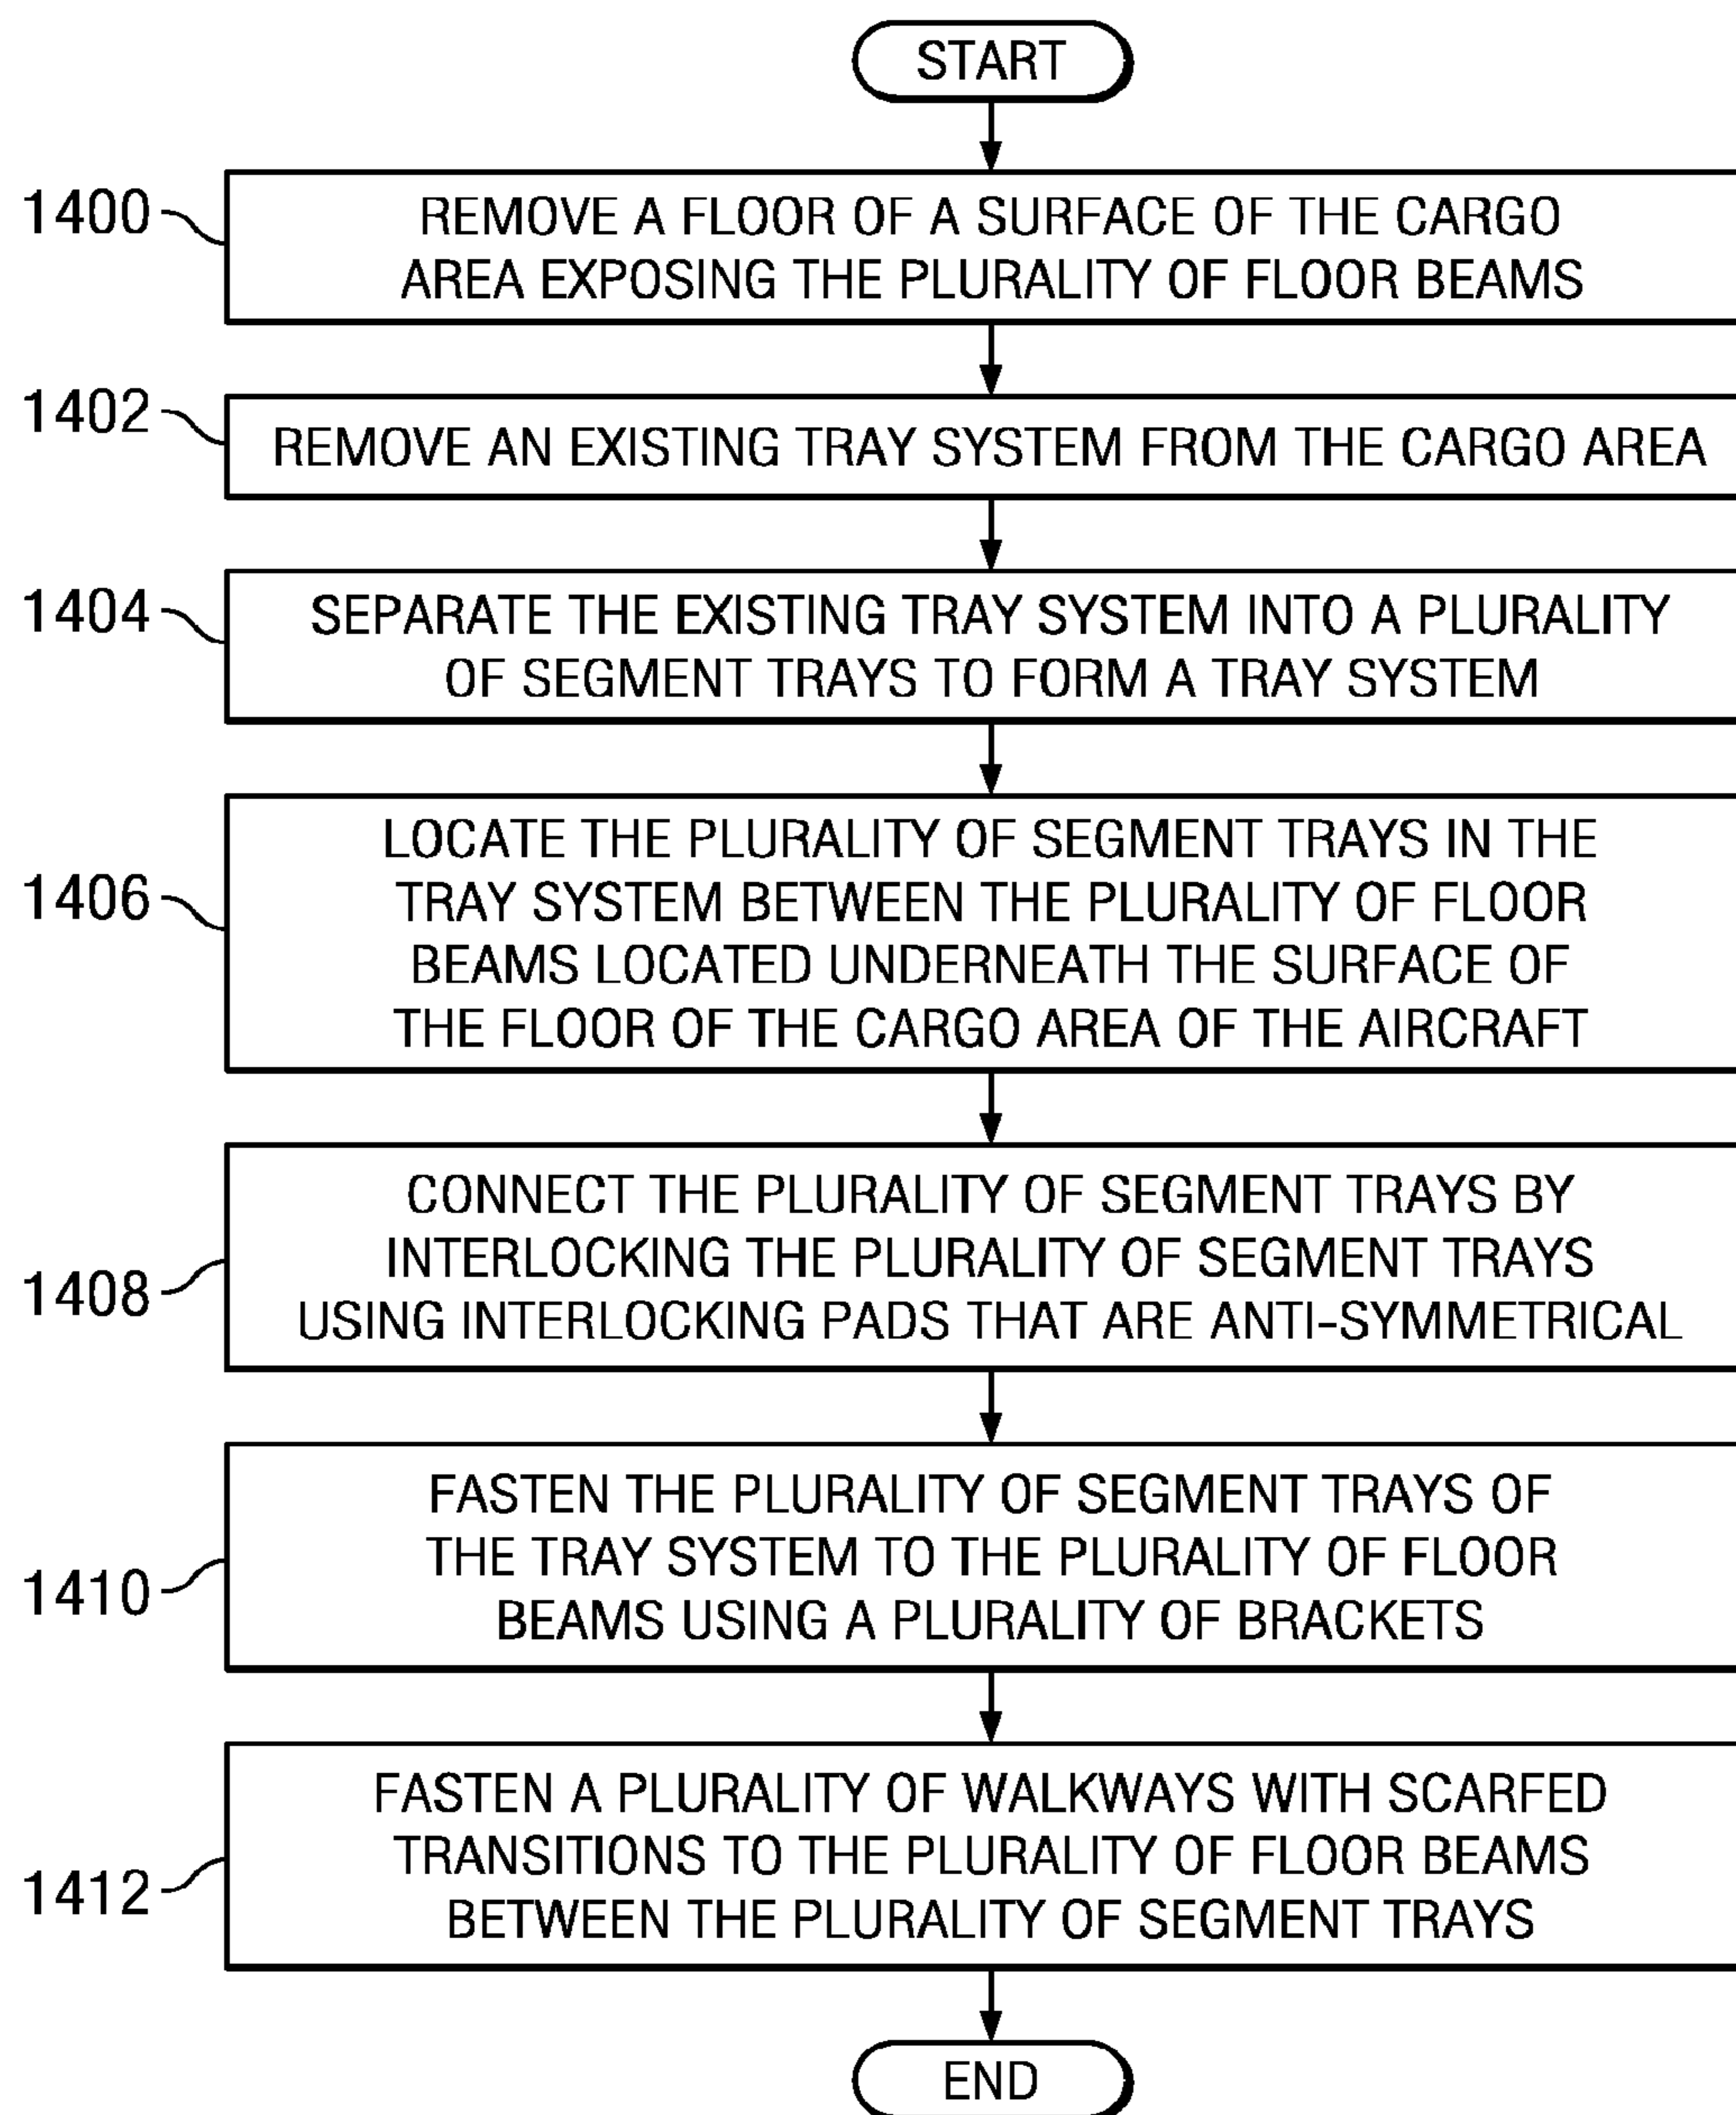 START
1400
REMOVE A FLOOR OF A SURFACE OF THE CARGO
AREA EXPOSING THE PLURALITY OF FLOOR BEAMS
1402
REMOVE AN EXISTING TRAY SYSTEM FROM THE CARGO AREA
1404
SEPARATE THE EXISTING TRAY SYSTEM INTO A PLURALITY
OF SEGMENT TRAYS TO FORM A TRAY SYSTEM
1406
LOCATE THE PLURALITY OF SEGMENT TRAYS IN THE
TRAY SYSTEM BETWEEN THE PLURALITY OF FLOOR
BEAMS LOCATED UNDERNEATH THE SURFACE OF
THE FLOOR OF THE CARGO AREA OF THE AIRCRAFT
1408
CONNECT THE PLURALITY OF SEGMENT TRAYS BY
INTERLOCKING THE PLURALITY OF SEGMENT TRAYS
USING INTERLOCKING PADS THAT ARE ANTI-SYMMETRICAL
1410
FASTEN THE PLURALITY OF SEGMENT TRAYS OF
THE TRAY SYSTEM TO THE PLURALITY OF FLOOR
BEAMS USING A PLURALITY OF BRACKETS
1412
FASTEN A PLURALITY OF WALKWAYS WITH SCARFED
TRANSITIONS TO THE PLURALITY OF FLOOR BEAMS
BETWEEN THE PLURALITY OF SEGMENT TRAYS
END